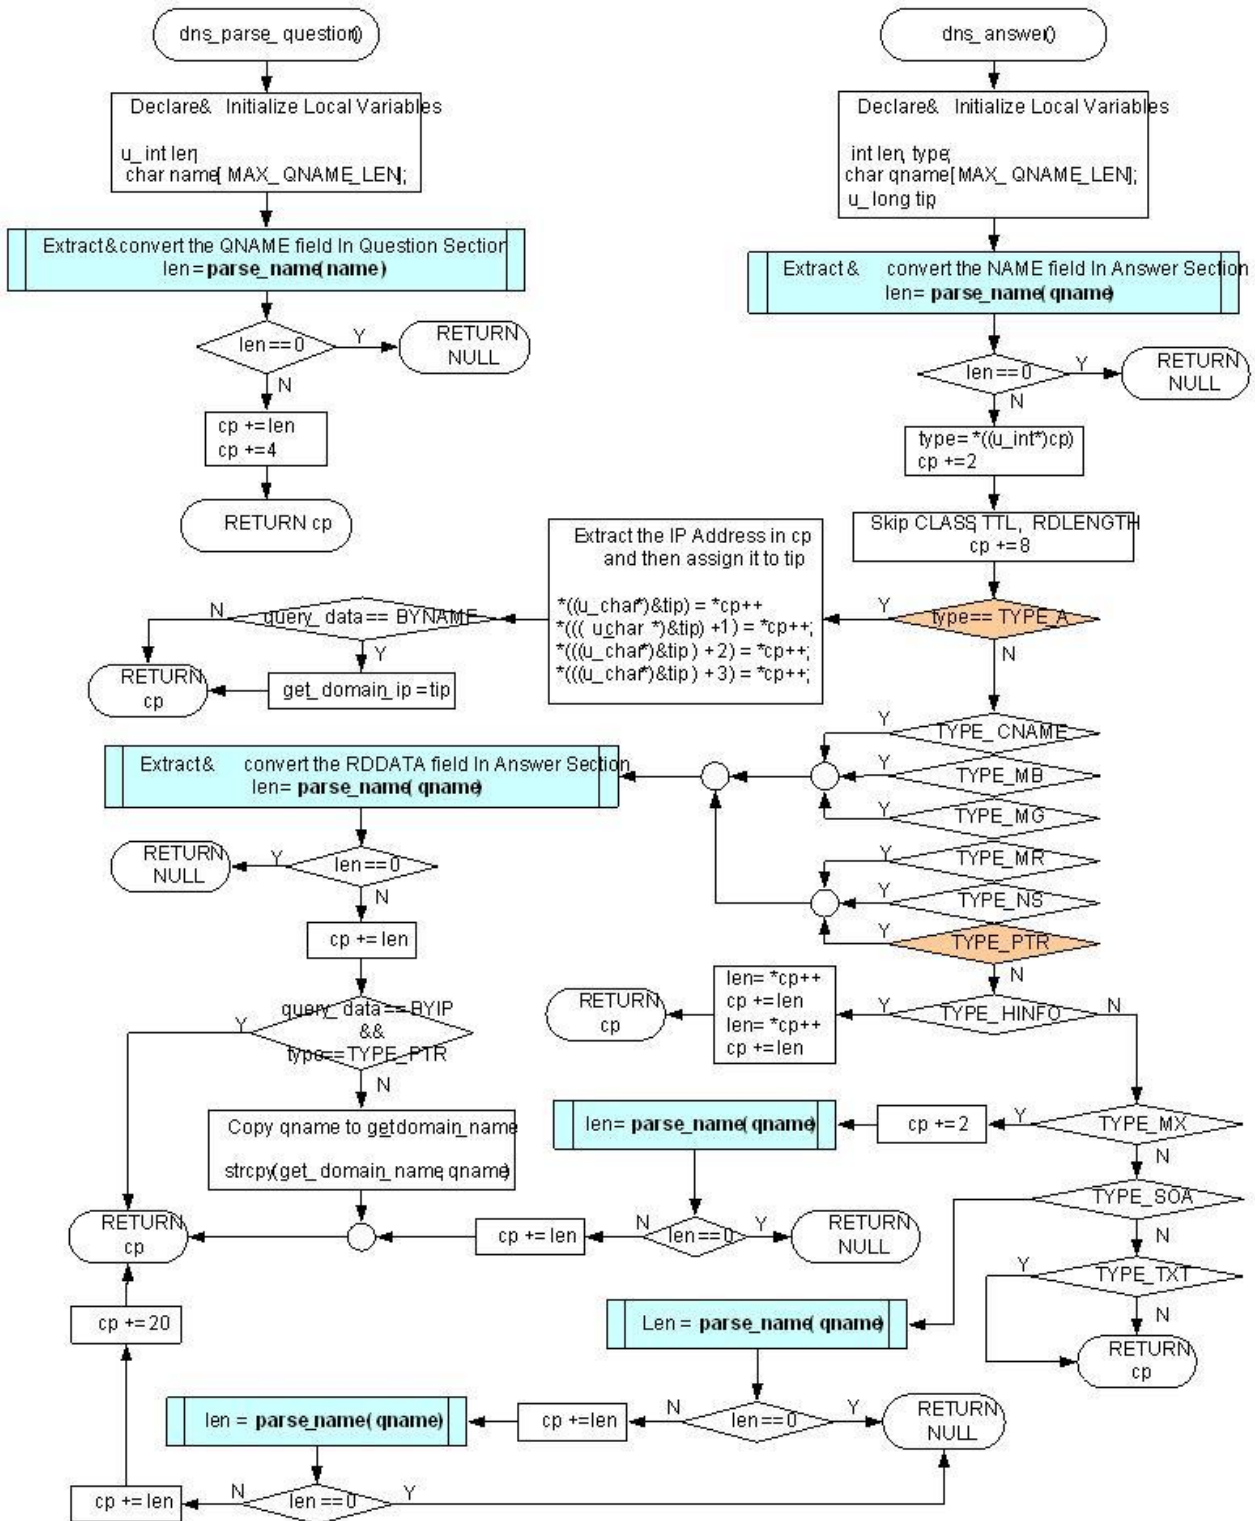 dns_parse_question()
Declare& Initialize Local Variables
u_int len;
char name[MAX_QNAME_LEN];
Extract&convert the QNAME field In Question Section
len=parse_name(name)
len==0
Y
RETURN
NULL
N
cp +=len
cp +=4
RETURN cp
dns_answer()
Declare& Initialize Local Variables
int len, type;
char qname[MAX_QNAME_LEN];
u_long tip;
Extract & convert the NAME field In Answer Section
len= parse_name(qname)
len==0
Y
RETURN
NULL
N
type= *((u_int*)cp)
cp +=2
Skip CLASS, TTL, RDLENGTH
cp +=8
type== TYPE_A
Y
N
Extract the IP Address in cp
and then assign it to tip
*((u_char*)&tip) = *cp++
*((( uchar *)&tip) +1) = *cp++;
*(((u_char*)&tip) + 2) = *cp++;
*(((u_char*)&tip) + 3) = *cp++;
query_data== BYNAME
N
Y
get_domain_ip=tip
RETURN
cp
TYPE_CNAME
Y
TYPE_MB
Y
TYPE_MG
Y
TYPE_MR
Y
TYPE_NS
Y
TYPE_PTR
Y
N
Extract& convert the RDDATA field In Answer Section
len= parse_name(qname)
len==0
Y
RETURN
NULL
N
cp +=len
query_data==BYIP
&&
type==TYPE_PTR
Y
N
Copy qname to getdomain_name
strcpy(get_domain_name, qname)
RETURN
cp
TYPE_HINFO
Y
N
len= *cp++
cp +=len
len= *cp++
cp +=len
RETURN
cp
TYPE_MX
Y
N
cp +=2
len= parse_name(qname)
len==0
N
Y
cp +=len
RETURN
NULL
TYPE_SOA
N
TYPE_TXT
Y
N
RETURN
cp
Len = parse_name(qname)
len==0
N
Y
cp +=len
RETURN
NULL
len = parse_name(qname)
len==0
N
Y
cp +=len
cp +=20